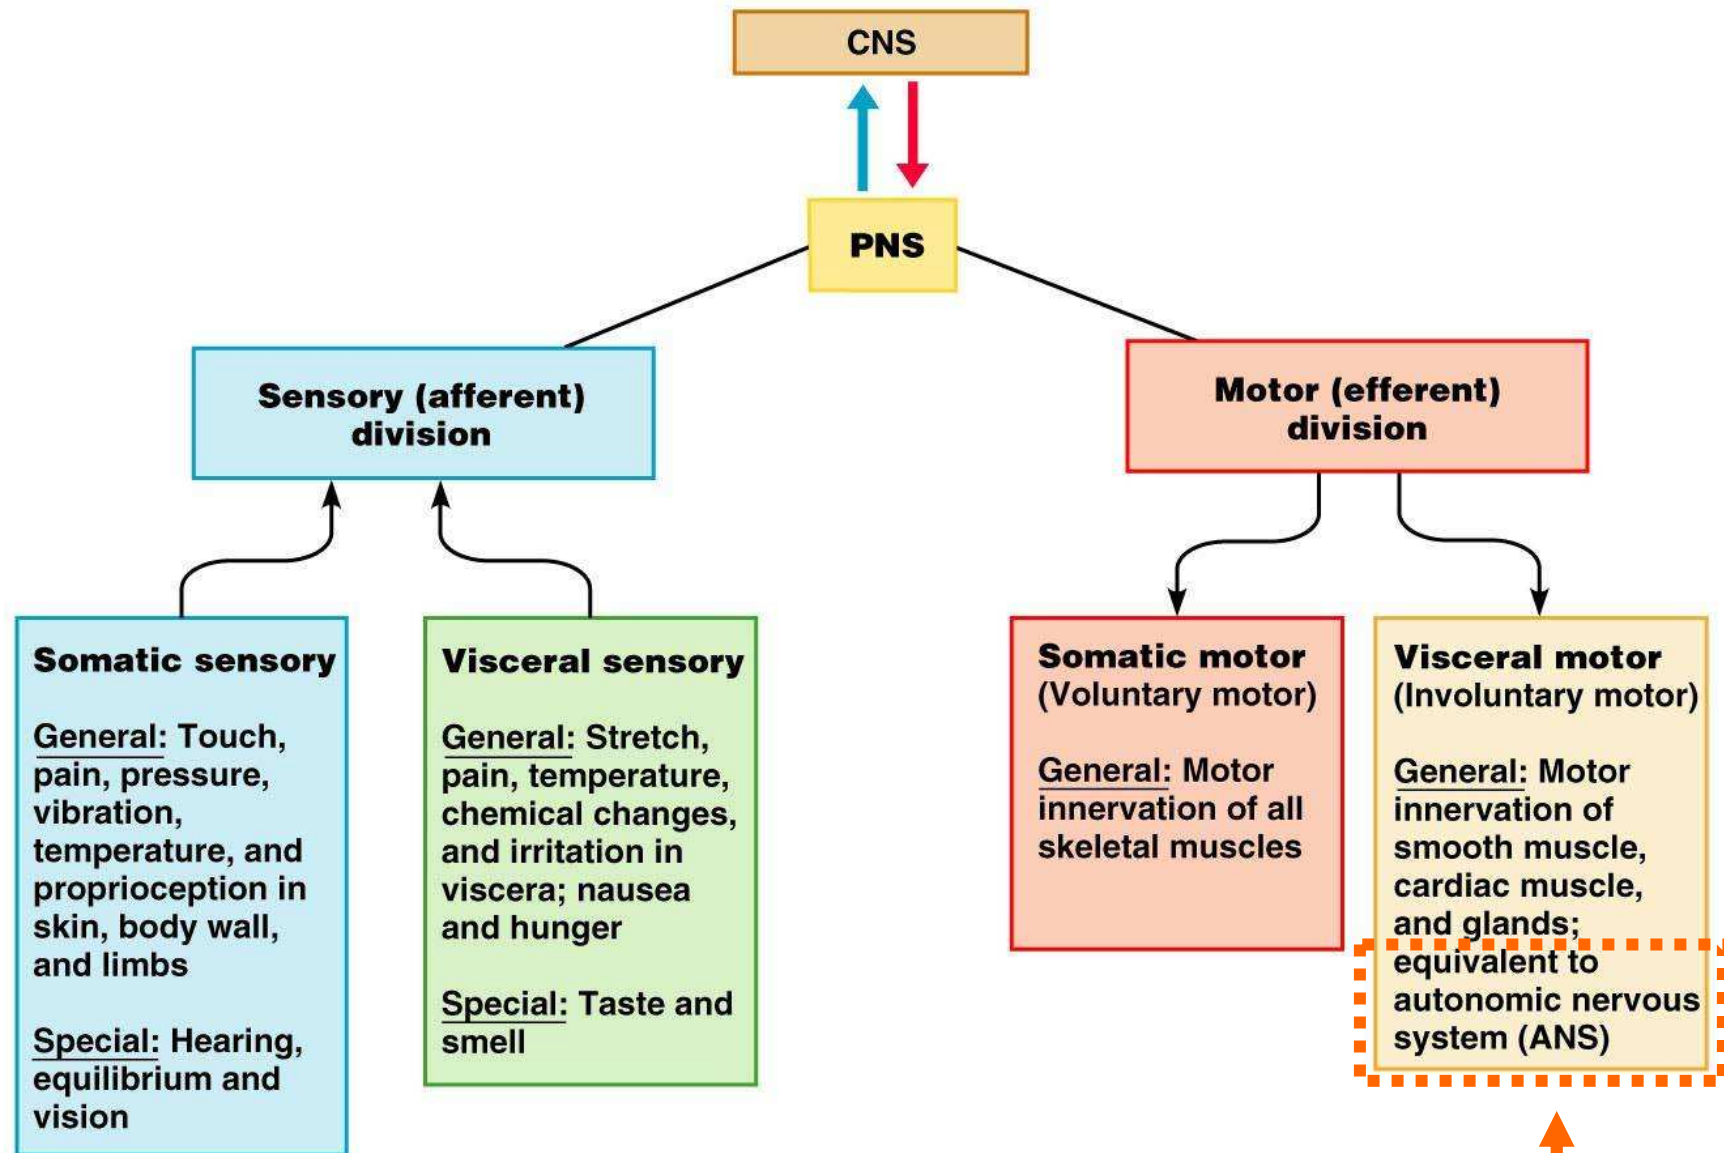 CNS
PNS
Sensory (afferent)
division
Motor (efferent)
division
Somatic sensory
General: Touch,
pain, pressure,
vibration,
temperature, and
proprioception in
skin, body wall,
and limbs
Special: Hearing,
equilibrium and
vision
Visceral sensory
General: Stretch,
pain, temperature,
chemical changes,
and irritation in
viscera; nausea
and hunger
Special: Taste and
smell
Somatic motor
(Voluntary motor)
General: Motor
innervation of all
skeletal muscles
Visceral motor
(Involuntary motor)
General: Motor
innervation of
smooth muscle,
cardiac muscle,
and glands;
equivalent to
autonomic nervous
system (ANS)